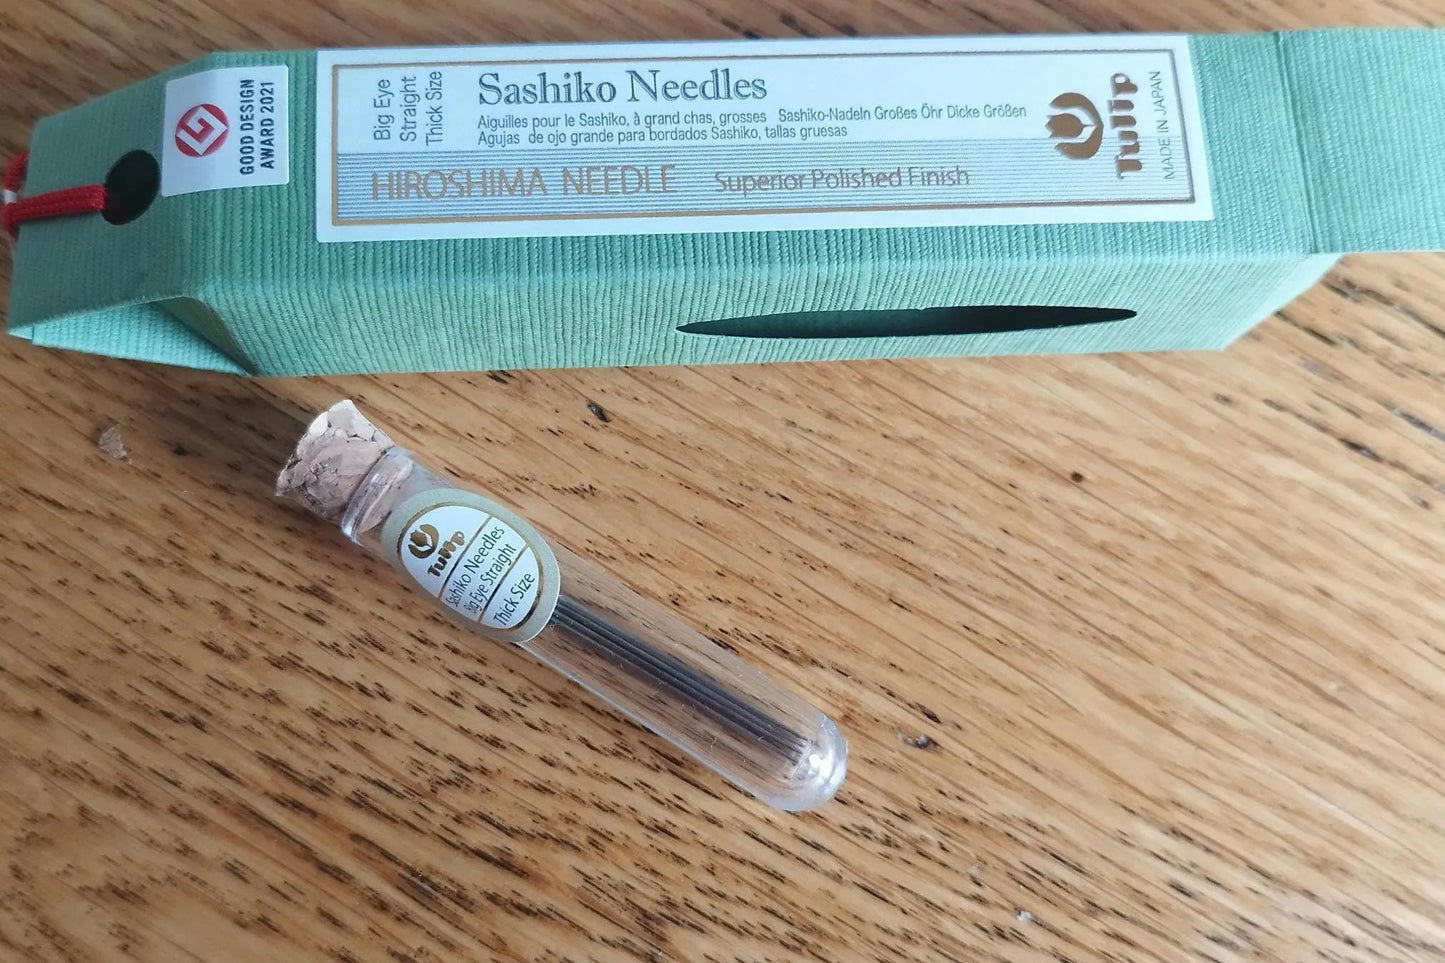 GOOD DESIGN
AWARD 2021
Big Eye
Straight
Thick Size
Sashiko Needles
Aiguilles pour le Sashiko, à grand chas, grosses Sashiko-Nadeln Großes Öhr Dicke Größen
Agujas de ojo grande para bordados Sashiko, tallas gruesas
HIROSHIMA NEEDLE Superior Polished Finish
Tulip
MADE IN JAPAN
Tulip
Sashiko Needles
Big Eye Straight
Thick Size